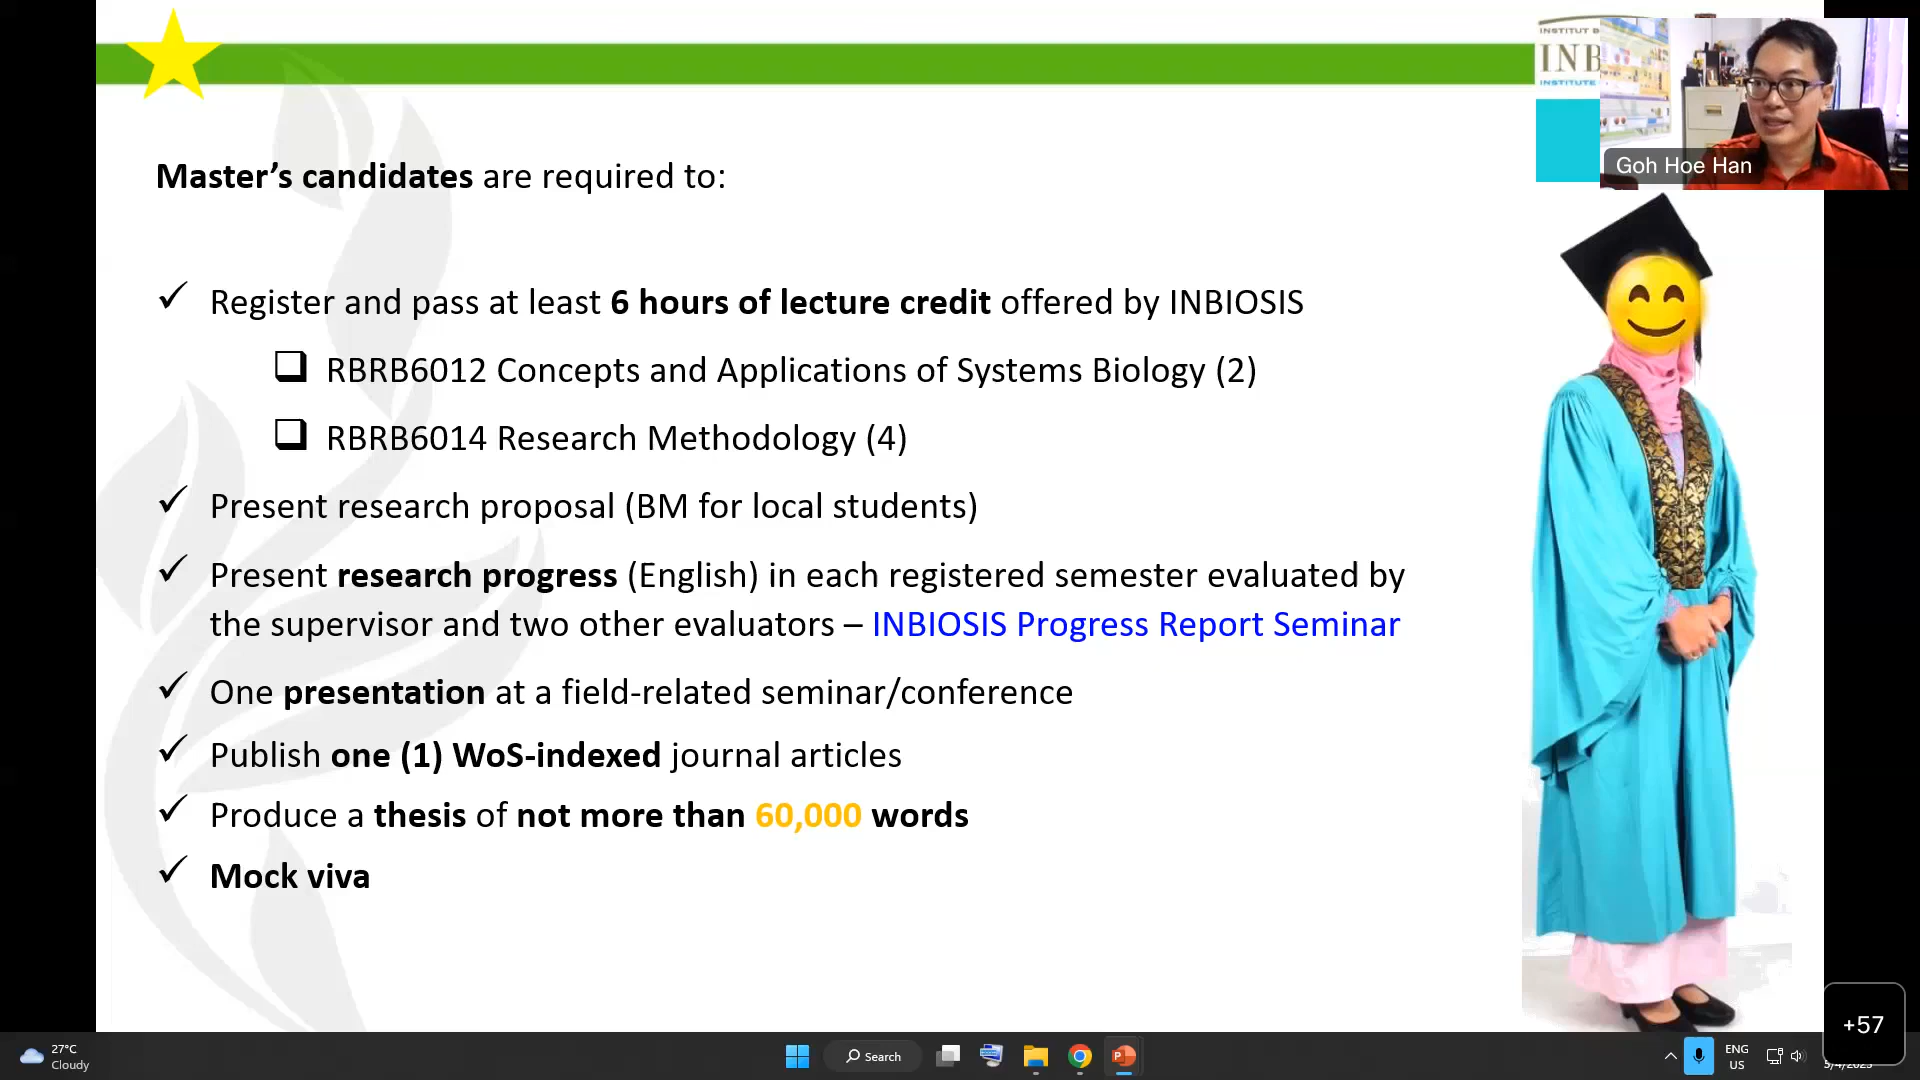 INSTITUT B
INB
INSTITUTE
Goh Hoe Han
Master’s candidates are required to:
✓ Register and pass at least 6 hours of lecture credit offered by INBIOSIS
❑ RBRB6012 Concepts and Applications of Systems Biology (2)
❑ RBRB6014 Research Methodology (4)
✓ Present research proposal (BM for local students)
✓ Present research progress (English) in each registered semester evaluated by
the supervisor and two other evaluators – INBIOSIS Progress Report Seminar
✓ One presentation at a field-related seminar/conference
✓ Publish one (1) WoS-indexed journal articles
✓ Produce a thesis of not more than 60,000 words
✓ Mock viva
+57
27°C
Cloudy
Search
ENG
US